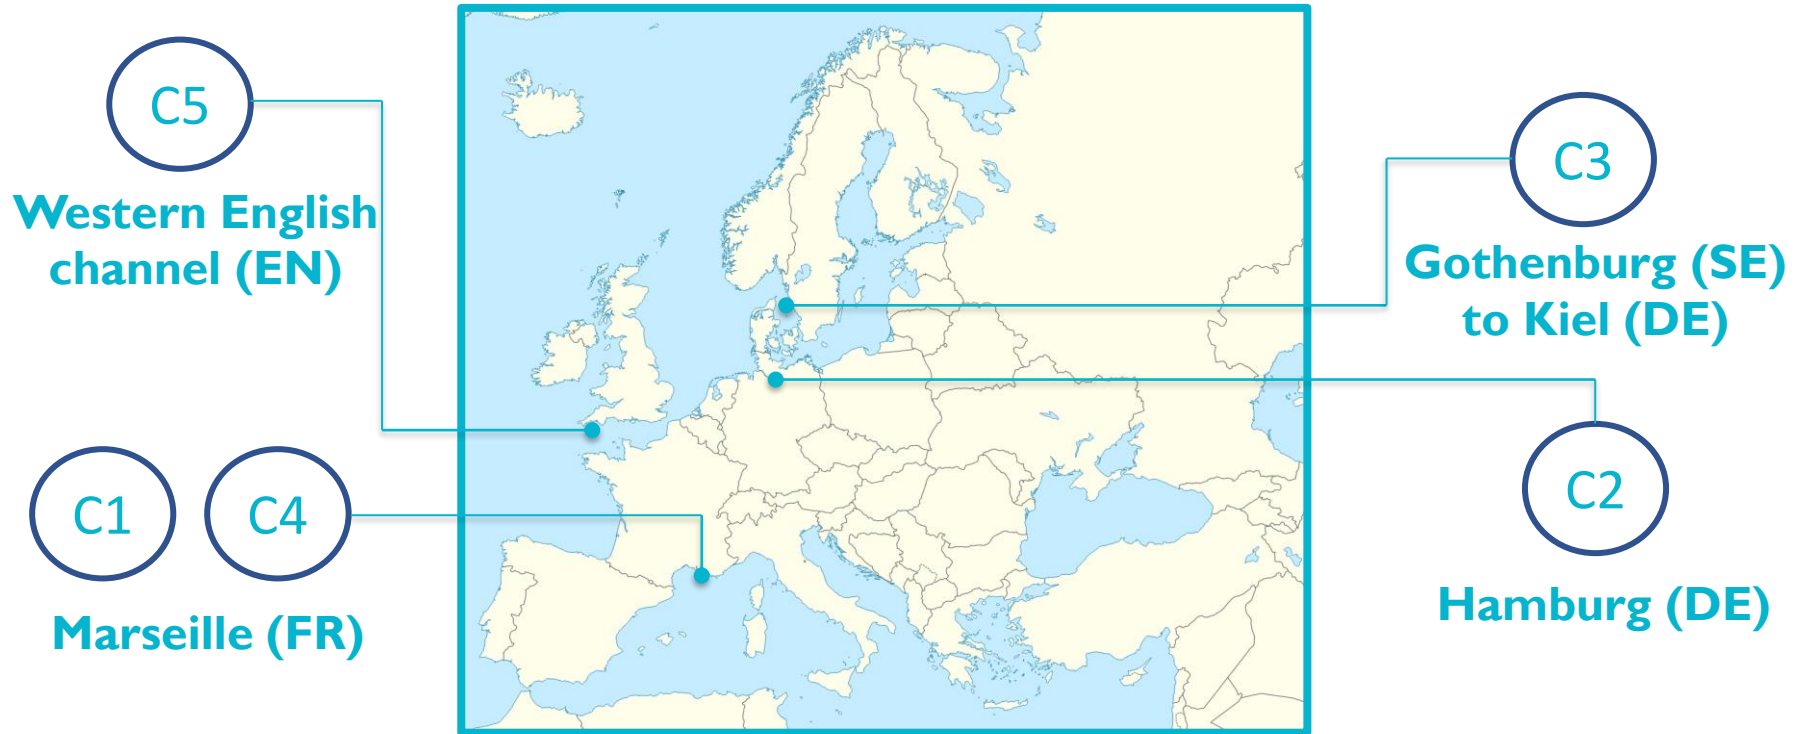 C5
Western English
channel (EN)
C1
C4
Marseille (FR)
C3
Gothenburg (SE)
to Kiel (DE)
C2
Hamburg (DE)